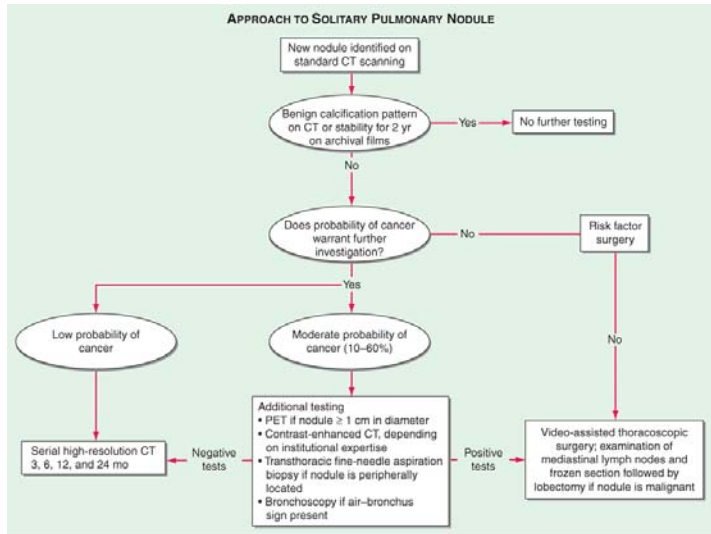 APPROACH TO SOLITARY PULMONARY NODULE
New nodule identified on
standard CT scanning
Benign calcification pattern
on CT or stability for 2 yr
on archival films
Yes
No further testing
No
Does probability of cancer
warrant further
investigation?
No
Risk factor
surgery
Yes
Low probability of
cancer
Moderate probability of
cancer (10–60%)
No
Additional testing
• PET if nodule ≥ 1 cm in diameter
• Contrast-enhanced CT, depending
on institutional expertise
• Transthoracic fine-needle aspiration
biopsy if nodule is peripherally
located
• Bronchoscopy if air–bronchus
sign present
Negative
tests
Serial high-resolution CT
3, 6, 12, and 24 mo
Positive
tests
Video-assisted thoracoscopic
surgery; examination of
mediastinal lymph nodes and
frozen section followed by
lobectomy if nodule is malignant